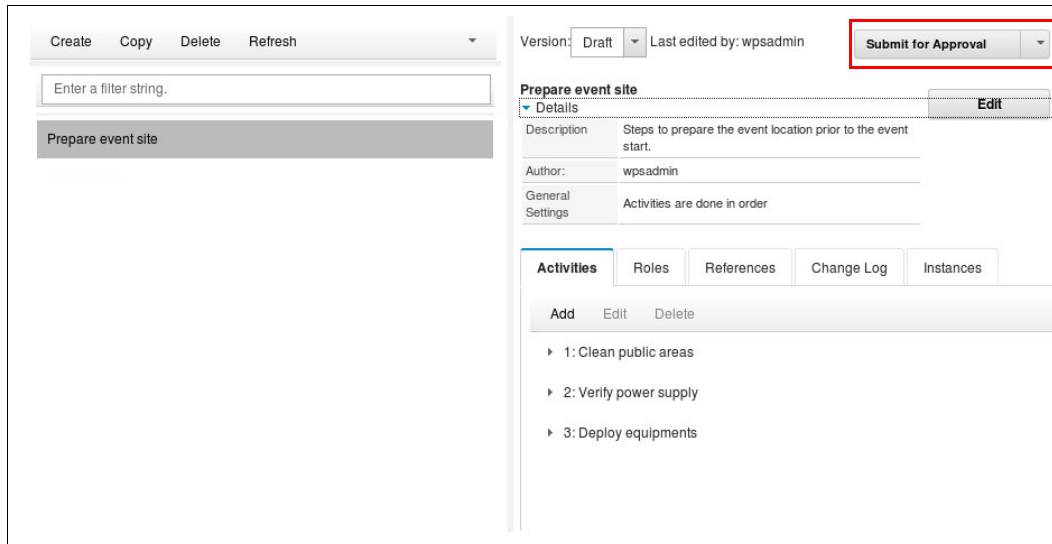 Create Copy Delete Refresh
Enter a filter string.
Prepare event site
Version: Draft Last edited by: wpsadmin
Submit for Approval
Prepare event site
Details
Edit
Description Steps to prepare the event location prior to the event
start.
Author: wpsadmin
General
Settings
Activities are done in order
Activities Roles References Change Log Instances
Add Edit Delete
1: Clean public areas
2: Verify power supply
3: Deploy equipments